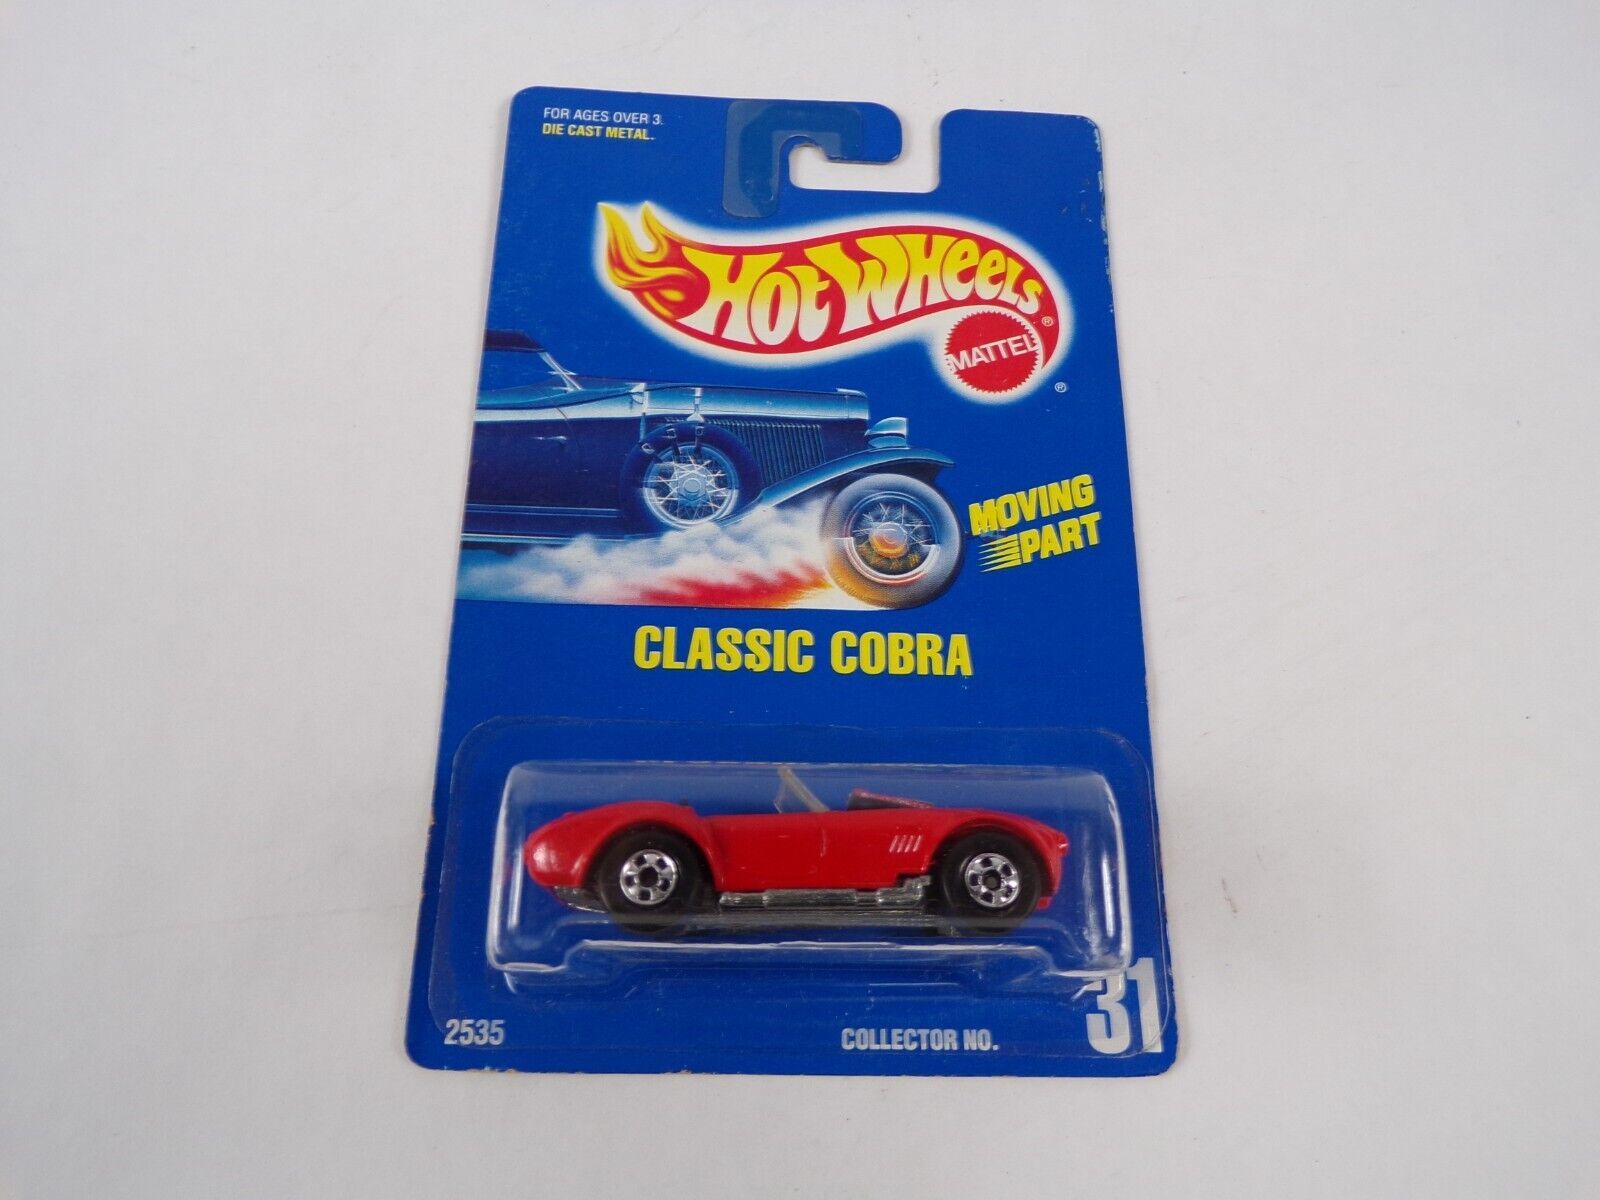 FOR AGES OVER 3.
DIE CAST METAL.
HOT WHEELS®
MATTEL
®
MOVING
PART
CLASSIC COBRA
2535
COLLECTOR NO.
31